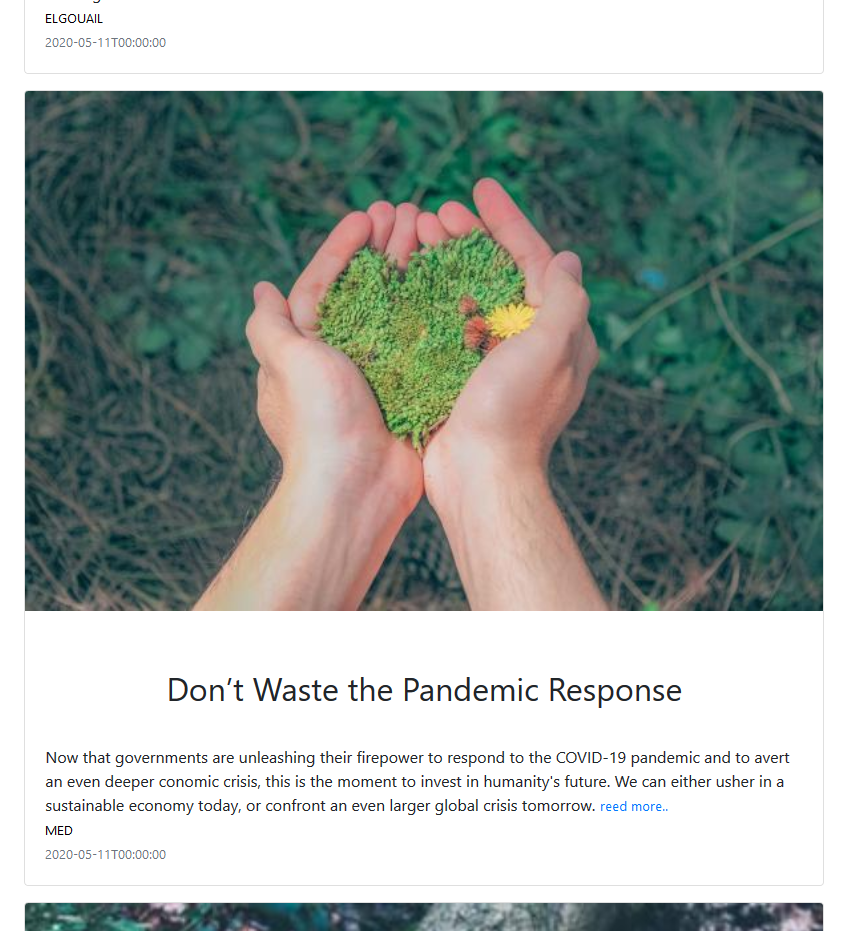 ELGOUAIL
2020-05-11T00:00:00
Don’t Waste the Pandemic Response
Now that governments are unleashing their firepower to respond to the COVID-19 pandemic and to avert
an even deeper conomic crisis, this is the moment to invest in humanity's future. We can either usher in a
sustainable economy today, or confront an even larger global crisis tomorrow. reed more..
MED
2020-05-11T00:00:00